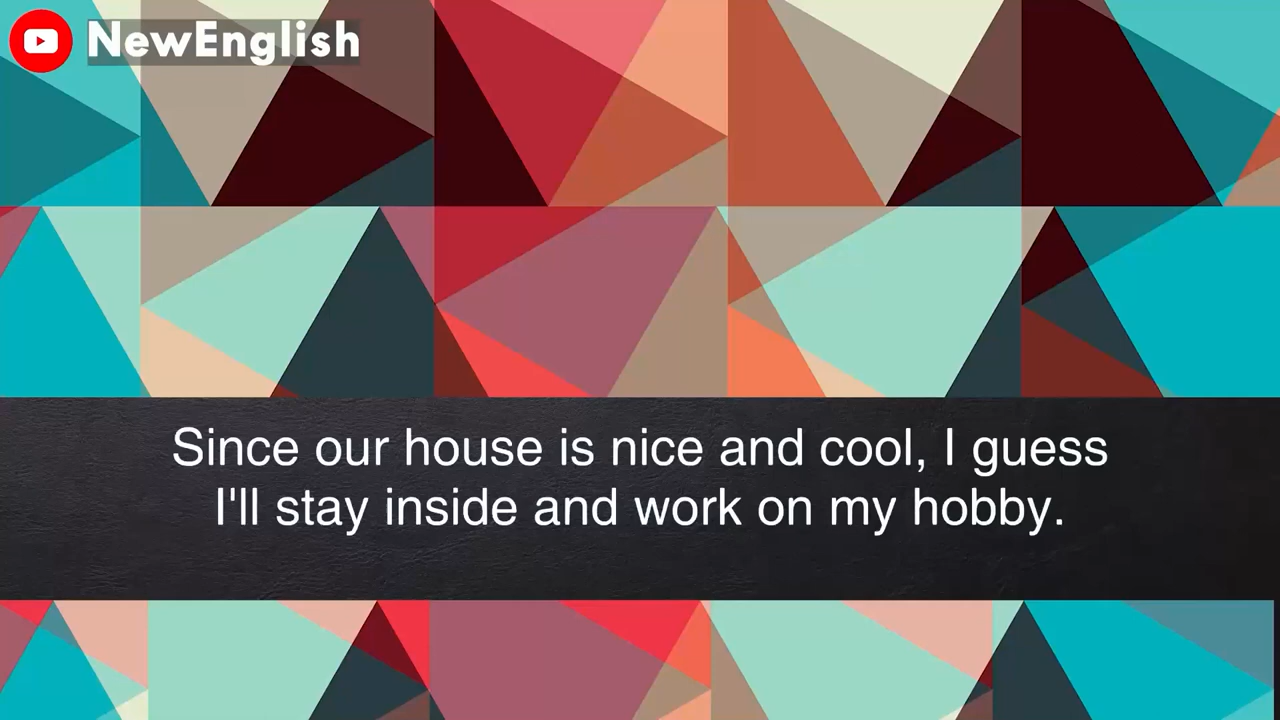 NewEnglish
Since our house is nice and cool, I guess
I'll stay inside and work on my hobby.